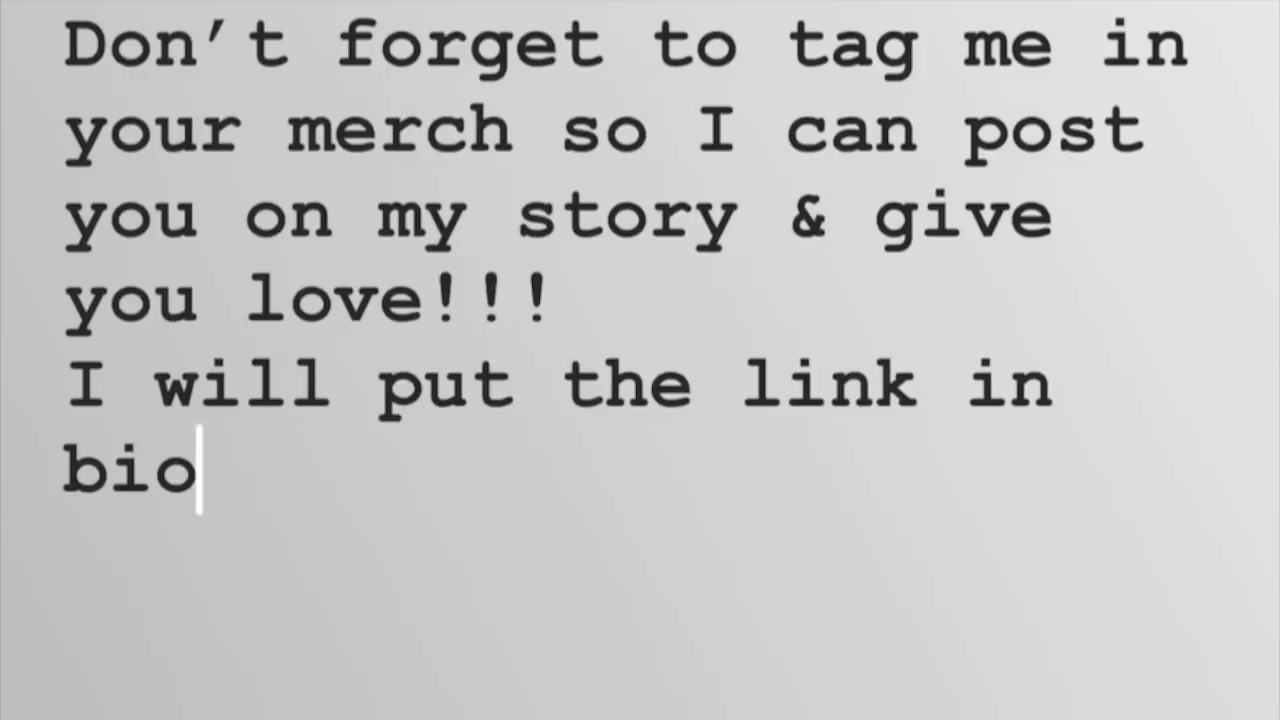 Don’t forget to tag me in
your merch so I can post
you on my story & give
you love!!!
I will put the link in
bio